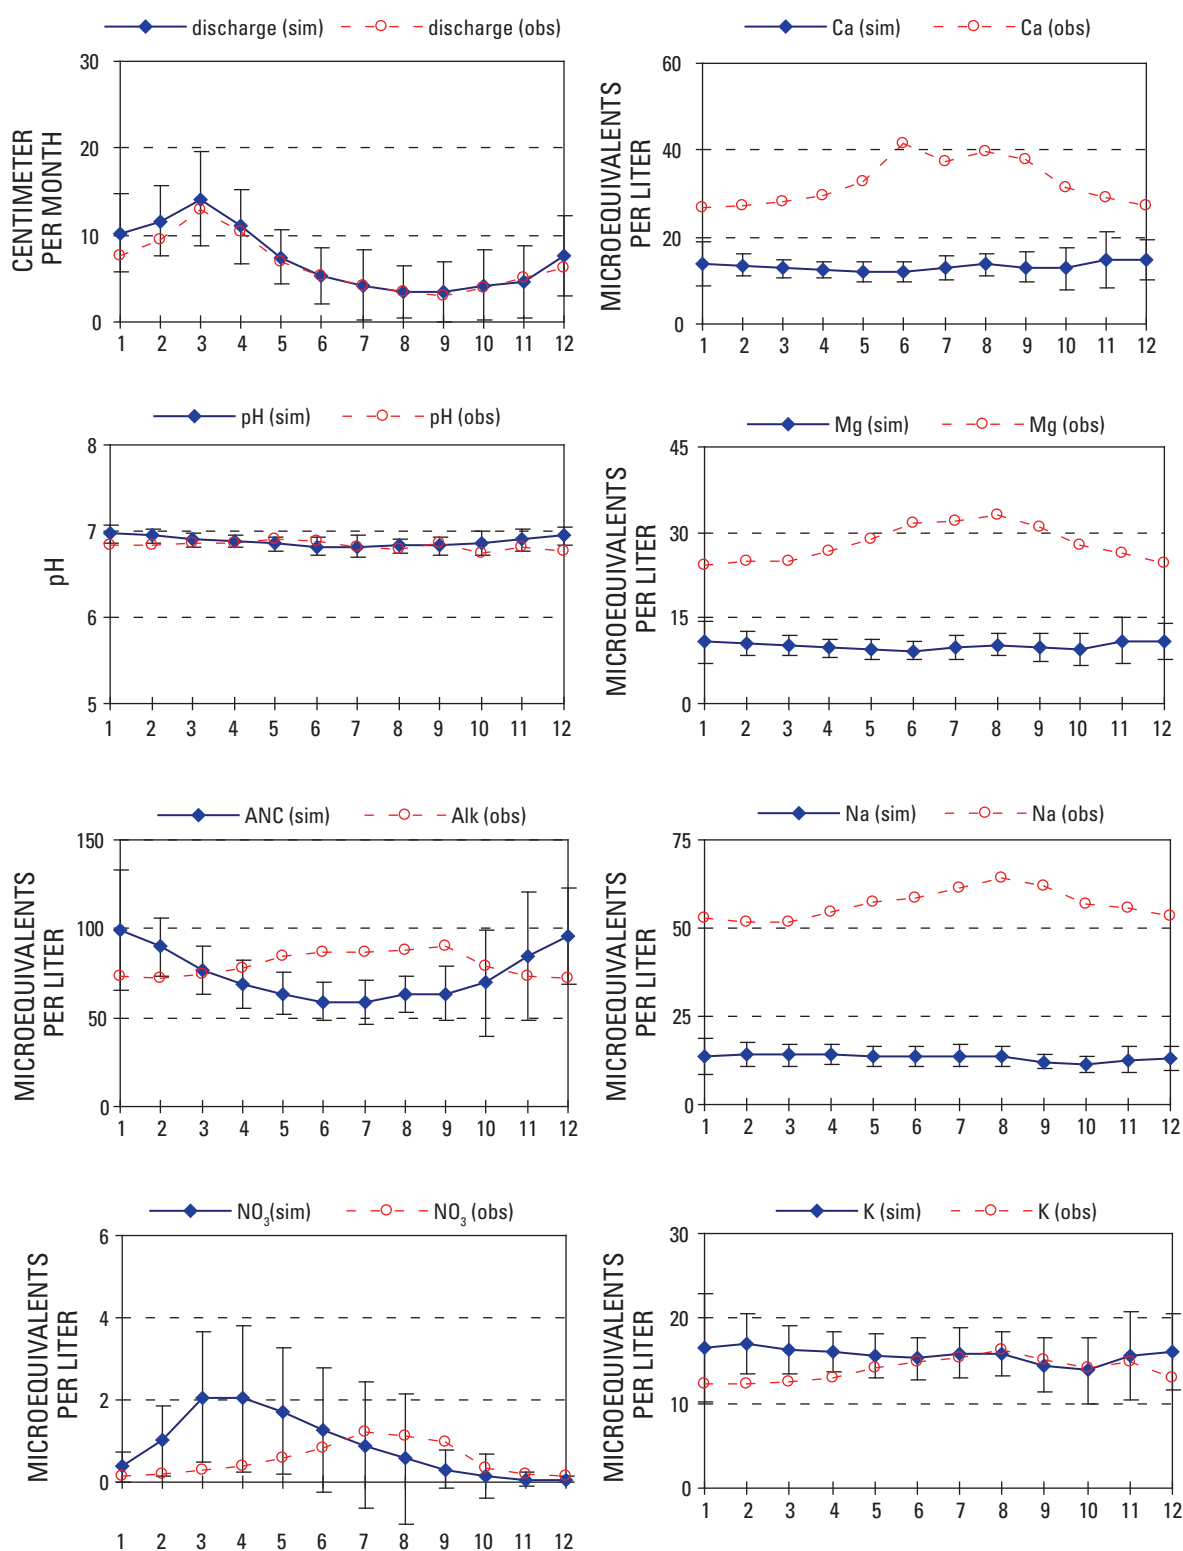 discharge (sim) discharge (obs)
30
20
10
0
CENTIMETER
PER MONTH
1 2 3 4 5 6 7 8 9 10 11 12
Ca (sim) Ca (obs)
60
40
20
0
MICROEQUIVALENTS
PER LITER
1 2 3 4 5 6 7 8 9 10 11 12
pH (sim) pH (obs)
8
7
6
5
pH
1 2 3 4 5 6 7 8 9 10 11 12
Mg (sim) Mg (obs)
45
30
15
0
MICROEQUIVALENTS
PER LITER
1 2 3 4 5 6 7 8 9 10 11 12
ANC (sim) Alk (obs)
150
100
50
0
MICROEQUIVALENTS
PER LITER
1 2 3 4 5 6 7 8 9 10 11 12
Na (sim) Na (obs)
75
50
25
0
MICROEQUIVALENTS
PER LITER
1 2 3 4 5 6 7 8 9 10 11 12
NO₃(sim) NO₃ (obs)
6
4
2
0
MICROEQUIVALENTS
PER LITER
1 2 3 4 5 6 7 8 9 10 11 12
K (sim) K (obs)
30
20
10
0
MICROEQUIVALENTS
PER LITER
1 2 3 4 5 6 7 8 9 10 11 12